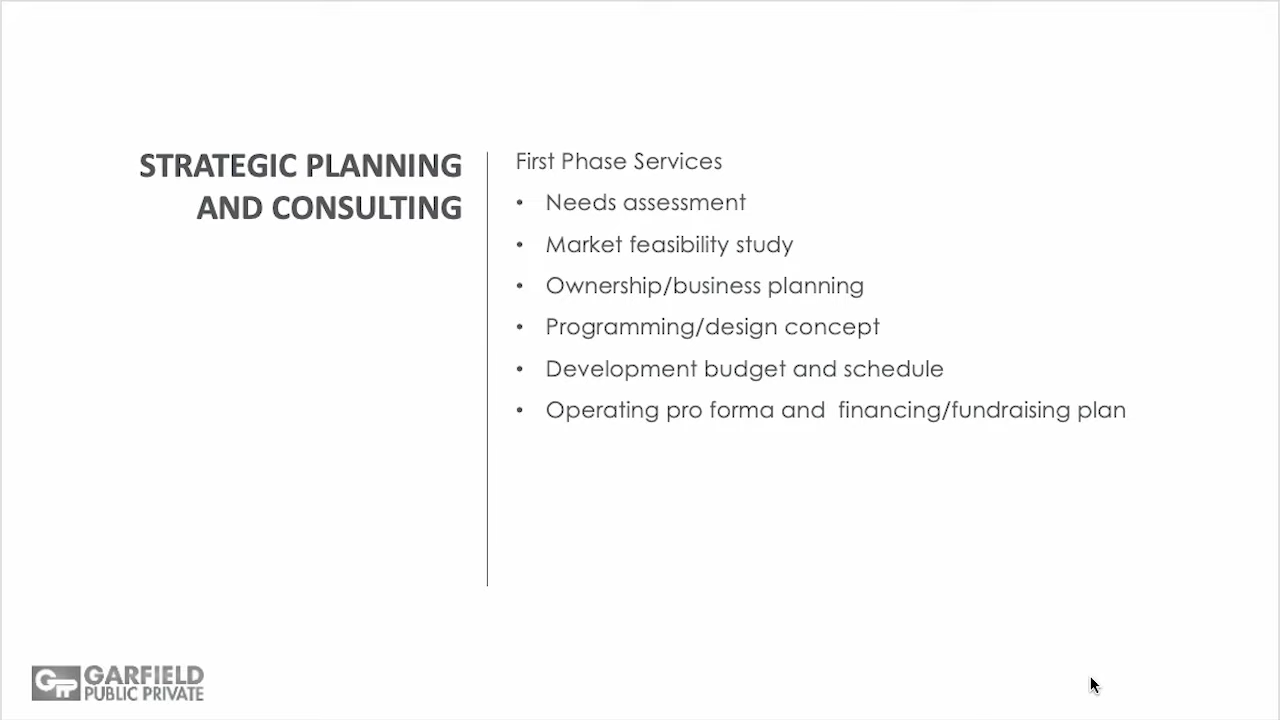 STRATEGIC PLANNING
AND CONSULTING
First Phase Services
• Needs assessment
• Market feasibility study
• Ownership/business planning
• Programming/design concept
• Development budget and schedule
• Operating pro forma and  financing/fundraising plan
GARFIELD
PUBLIC PRIVATE